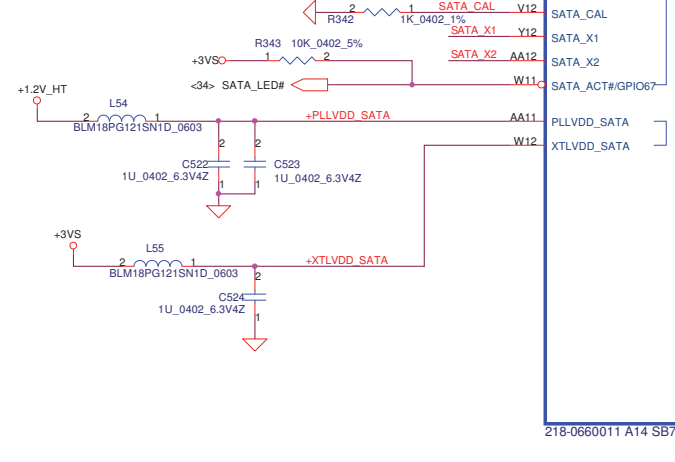 2 1 SATA_CAL V12 SATA_CAL
R342 1K_0402_1%
SATA_X1 Y12 SATA_X1
R343 10K_0402_5%
+3VS 1 2 SATA_X2 AA12 SATA_X2
<34> SATA_LED# W11 SATA_ACT#/GPIO67
+1.2V_HT
L54
2 1 +PLLVDD_SATA AA11 PLLVDD_SATA
BLM18PG121SN1D_0603
2 2 W12 XTLVDD_SATA
C522 C523
1U_0402_6.3V4Z 1U_0402_6.3V4Z
1 1
+3VS
L55
2 1 +XTLVDD_SATA
BLM18PG121SN1D_0603
2
C524
1U_0402_6.3V4Z
1
218-0660011 A14 SB7